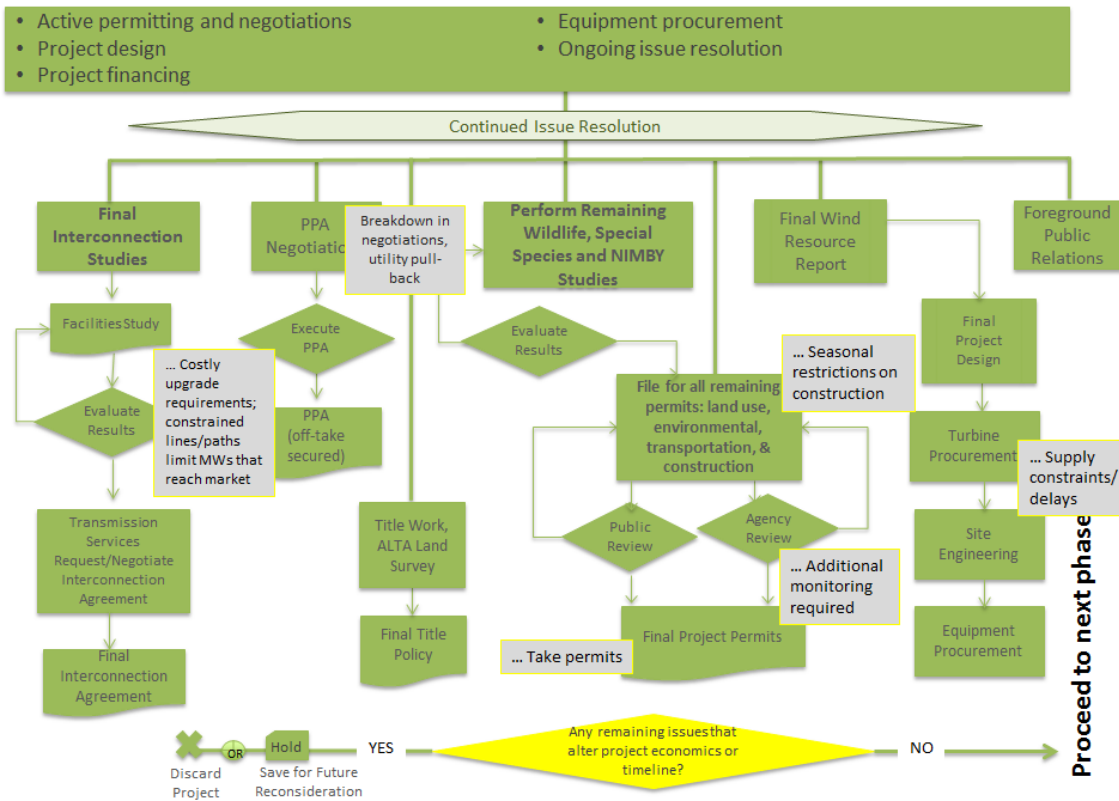 • Active permitting and negotiations
• Project design
• Project financing
• Equipment procurement
• Ongoing issue resolution
Continued Issue Resolution
Final
Interconnection
Studies
PPA
Breakdown in
negotiations,
utility pull-
back
Perform Remaining
Wildlife, Special
Species and NIMBY
Studies
Final Wind
Resource
Report
Foreground
Public
Relations
Facilities Study
Execute
PPA
Evaluate
Results
Final
Project
Design
... Costly
upgrade
requirements;
constrained
lines/paths
limit MWs that
reach market
Evaluate
Results
PPA
(off-take
secured)
... Seasonal
restrictions on
construction
File for all remaining
permits: land use,
environmental,
transportation, &
construction
Turbine
Procurement
... Supply
constraints/
delays
Transmission
Services
Request/Negotiate
Interconnection
Agreement
Title Work,
ALTA Land
Survey
Public
Review
Agency
Review
Site
Engineering
... Additional
monitoring
required
Final
Interconnection
Agreement
Final Title
Policy
... Take permits
Final Project Permits
Equipment
Procurement
Proceed to next phase
OR
Hold
YES
Any remaining issues that
alter project economics or
timeline?
NO
Discard
Project
Save for Future
Reconsideration